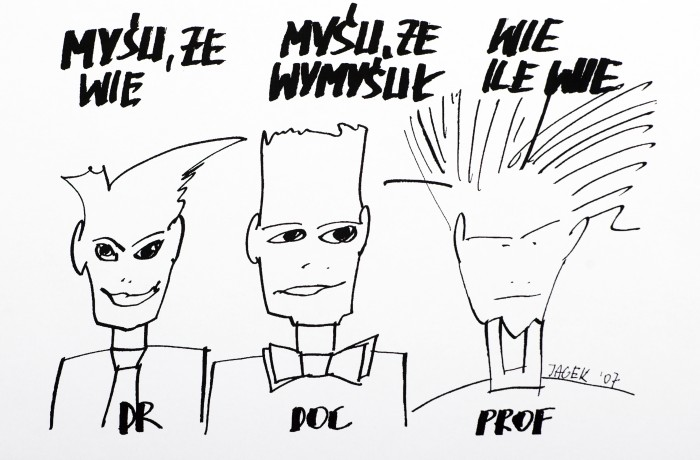 MYŚLI, ŻE
WIE
MYŚLI, ŻE
WYMYŚLIŁ
WIE
ILE WIE
DR
DOC
PROF
JACEK '07